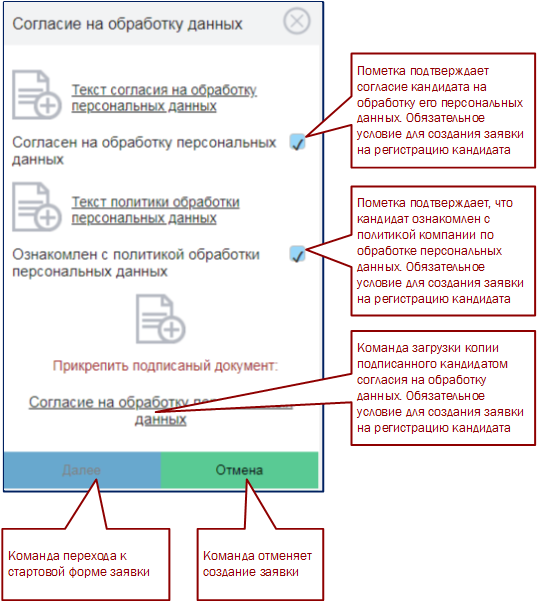 Согласие на обработку данных
Текст согласия на обработку
персональных данных
Согласен на обработку персональных
данных
Текст политики обработки
персональных данных
Ознакомлен с политикой обработки
персональных данных
Прикрепить подписаный документ:
Согласие на обработку
данных
Далее
Отмена
Пометка подтверждает
согласие кандидата на
обработку его персональных
данных. Обязательное
условие для создания заявки
на регистрацию кандидата
Пометка подтверждает, что
кандидат ознакомлен с
политикой компании по
обработке персональных
данных. Обязательное
условие для создания заявки
на регистрацию кандидата
Команда загрузки копии
подписанного кандидатом
согласия на обработку
данных. Обязательное
условие для создания заявки
на регистрацию кандидата
Команда перехода к
стартовой форме заявки
Команда отменяет
создание заявки